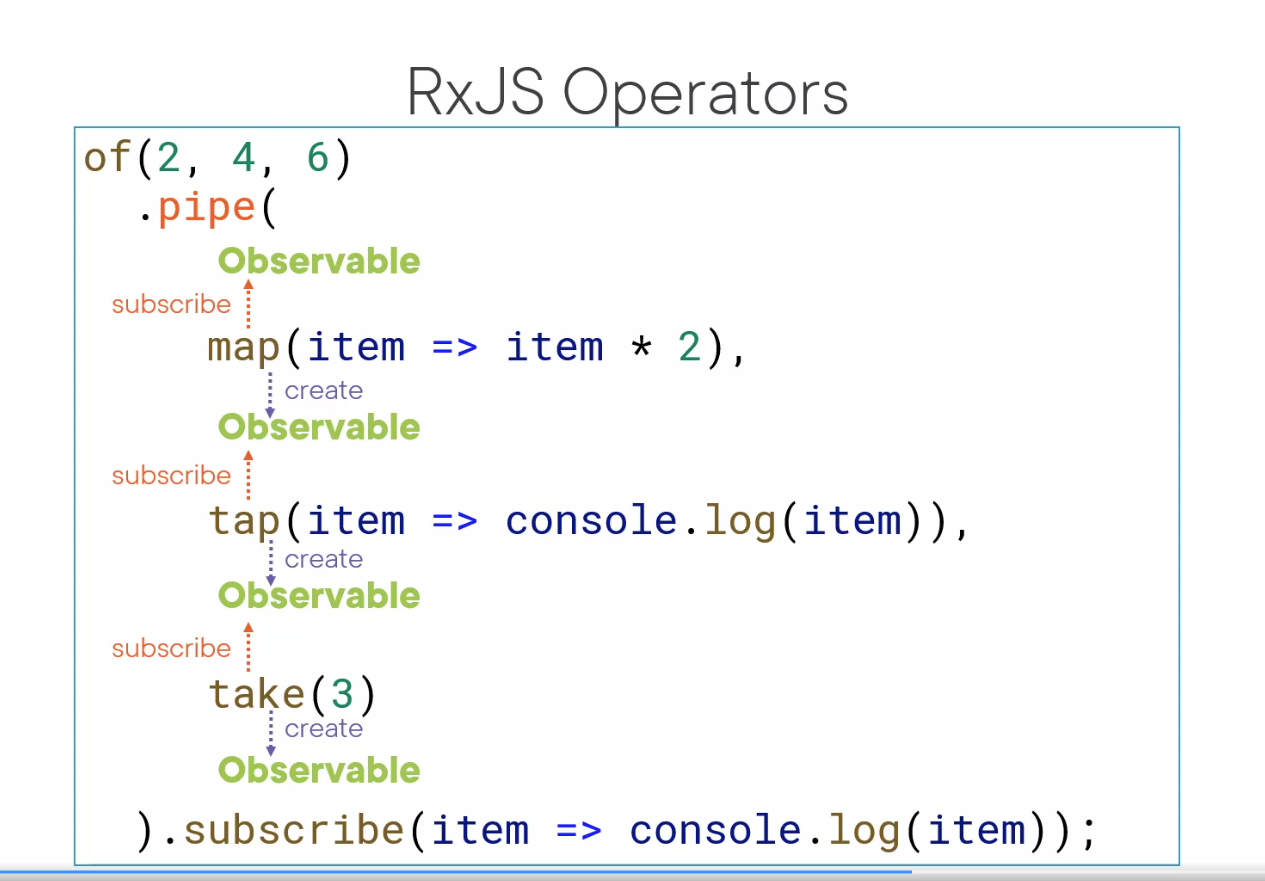 RxJS Operators
of(2, 4, 6)
.pipe(
Observable
subscribe
map(item => item * 2),
create
Observable
subscribe
tap(item => console.log(item)),
create
Observable
subscribe
take(3)
create
Observable
).subscribe(item => console.log(item));